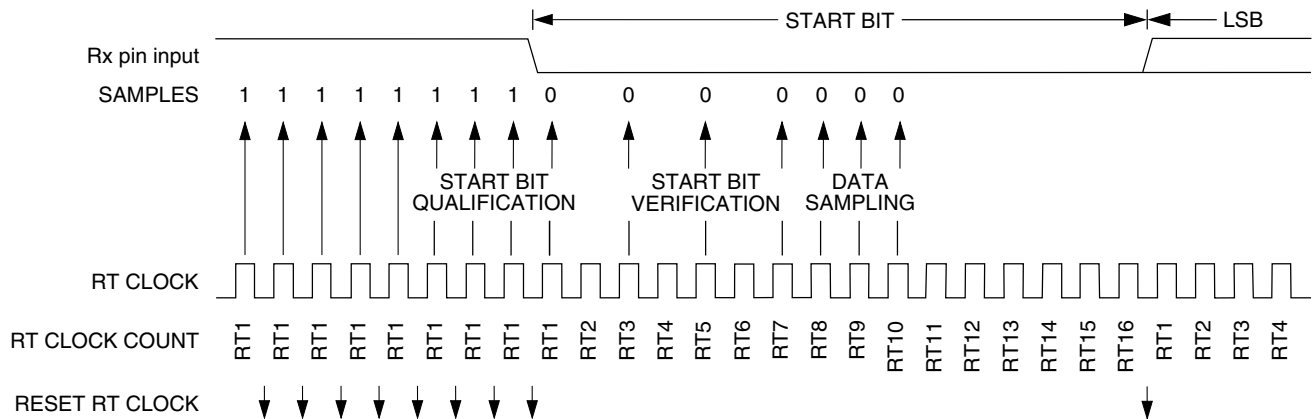 START BIT LSB
Rx pin input
SAMPLES 1 1 1 1 1 1 1 1 0 0 0 0 0 0 0
START BIT
QUALIFICATION
START BIT
VERIFICATION
DATA
SAMPLING
RT CLOCK
RT CLOCK COUNT RT1 RT1 RT1 RT1 RT1 RT1 RT1 RT1 RT1 RT2 RT3 RT4 RT5 RT6 RT7 RT8 RT9 RT10 RT11 RT12 RT13 RT14 RT15 RT16 RT1 RT2 RT3 RT4
RESET RT CLOCK